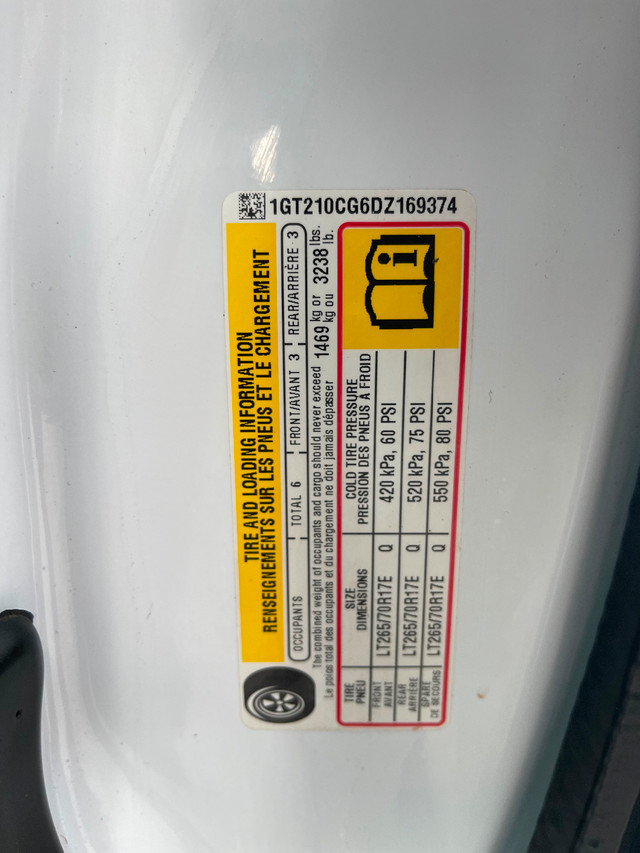 1GT210CG6DZ169374
TIRE AND LOADING INFORMATION
RENSEIGNEMENTS SUR LES PNEUS ET LE CHARGEMENT
OCCUPANTS TOTAL 6 FRONT/AVANT 3 REAR/ARRIÈRE 3
The combined weight of occupants and cargo should never exceed 1469 kg or 3238 lbs.
Le poids total des occupants et du chargement ne doit jamais dépasser kg ou lb.
TIRE SIZE COLD TIRE PRESSURE
PNEU DIMENSIONS PRESSION DES PNEUS À FROID
FRONT
AVANT LT265/70R17E Q 420 kPa, 60 PSI
REAR
ARRIÈRE LT265/70R17E Q 520 kPa, 75 PSI
SPARE
DE SECOURS LT265/70R17E Q 550 kPa, 80 PSI
i